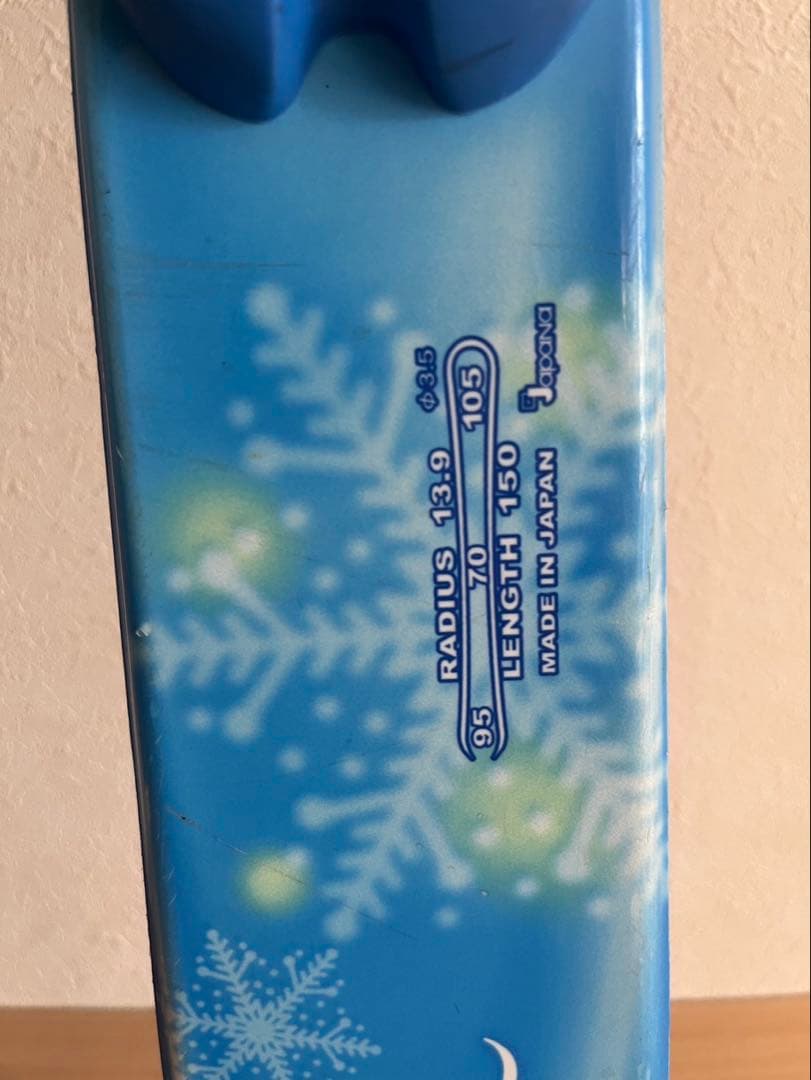 φ3.5
RADIUS 13.9
105
70
95
LENGTH 150
MADE IN JAPAN
Japana